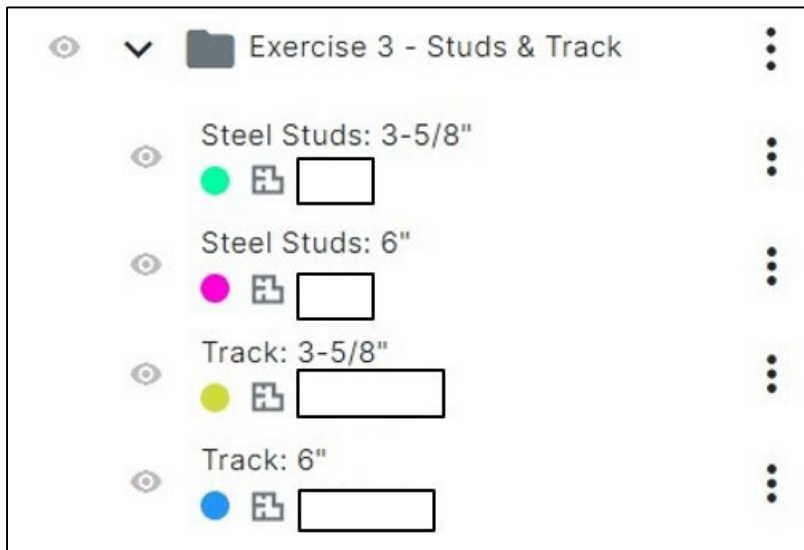 Exercise 3 - Studs & Track
Steel Studs: 3-5/8"
Steel Studs: 6"
Track: 3-5/8"
Track: 6"